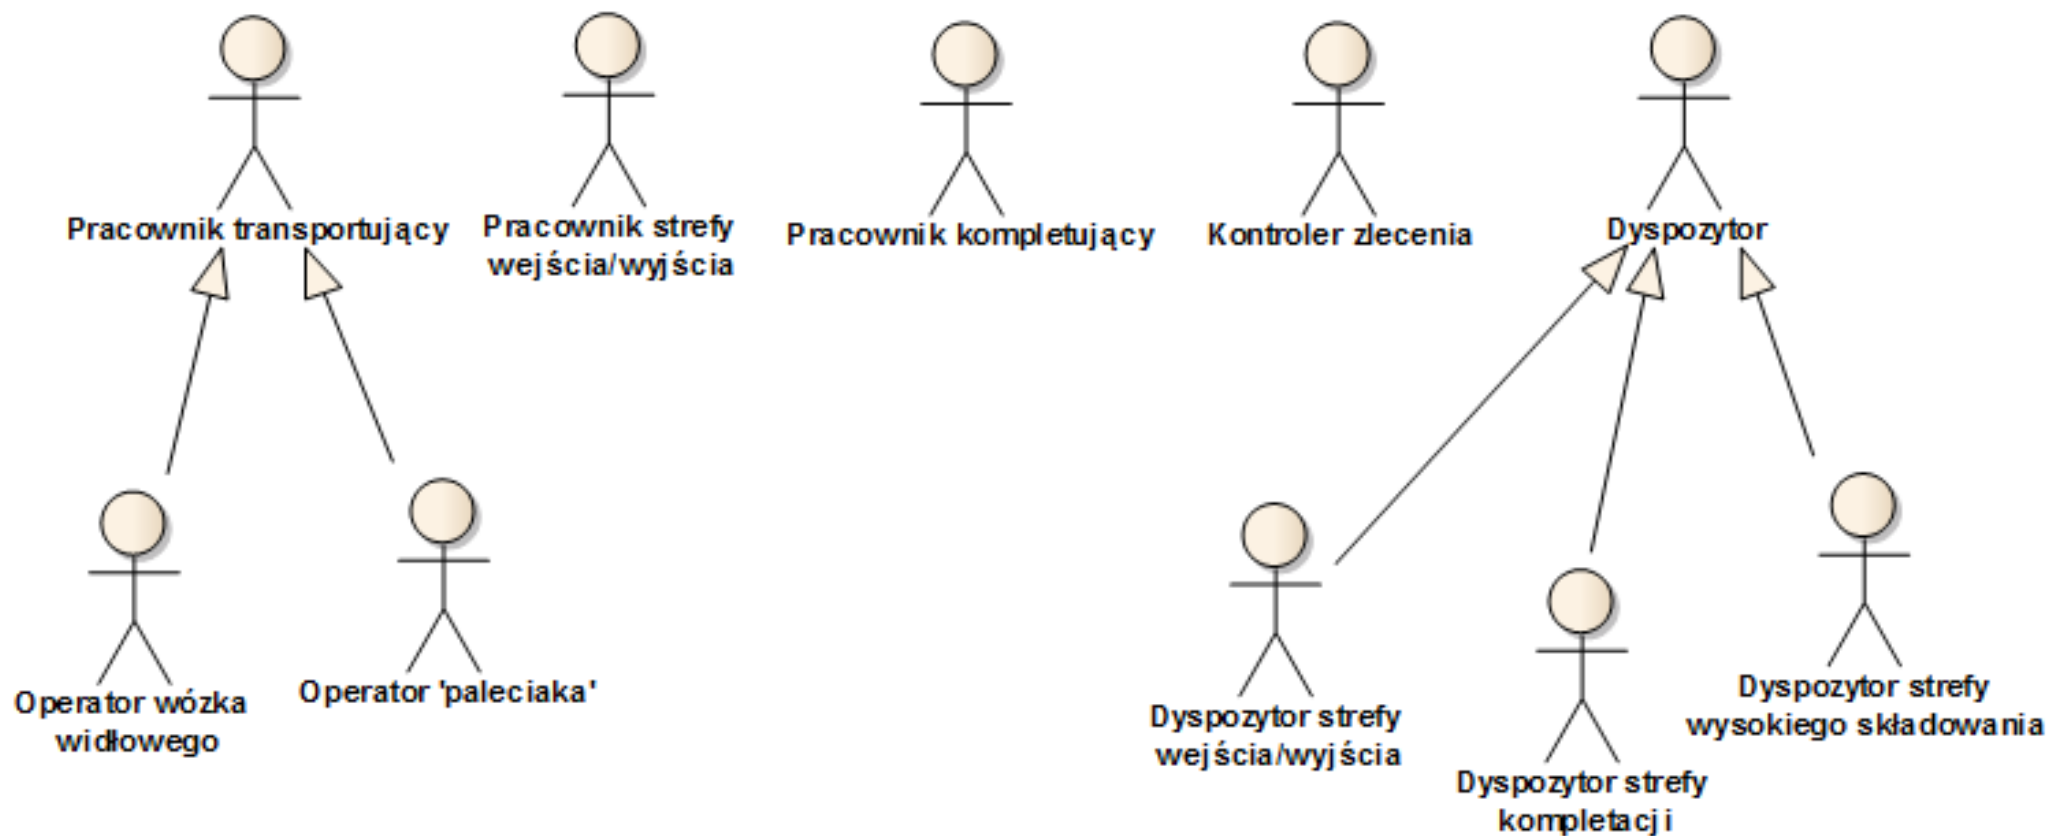 Pracownik transportujący
Pracownik strefy
wejścia/wyjścia
Pracownik kompletujący
Kontroler zlecenia
Dyspozytor
Operator wózka
widłowego
Operator 'paleciaka'
Dyspozytor strefy
wejścia/wyjścia
Dyspozytor strefy
kompletacji
Dyspozytor strefy
wysokiego składowania